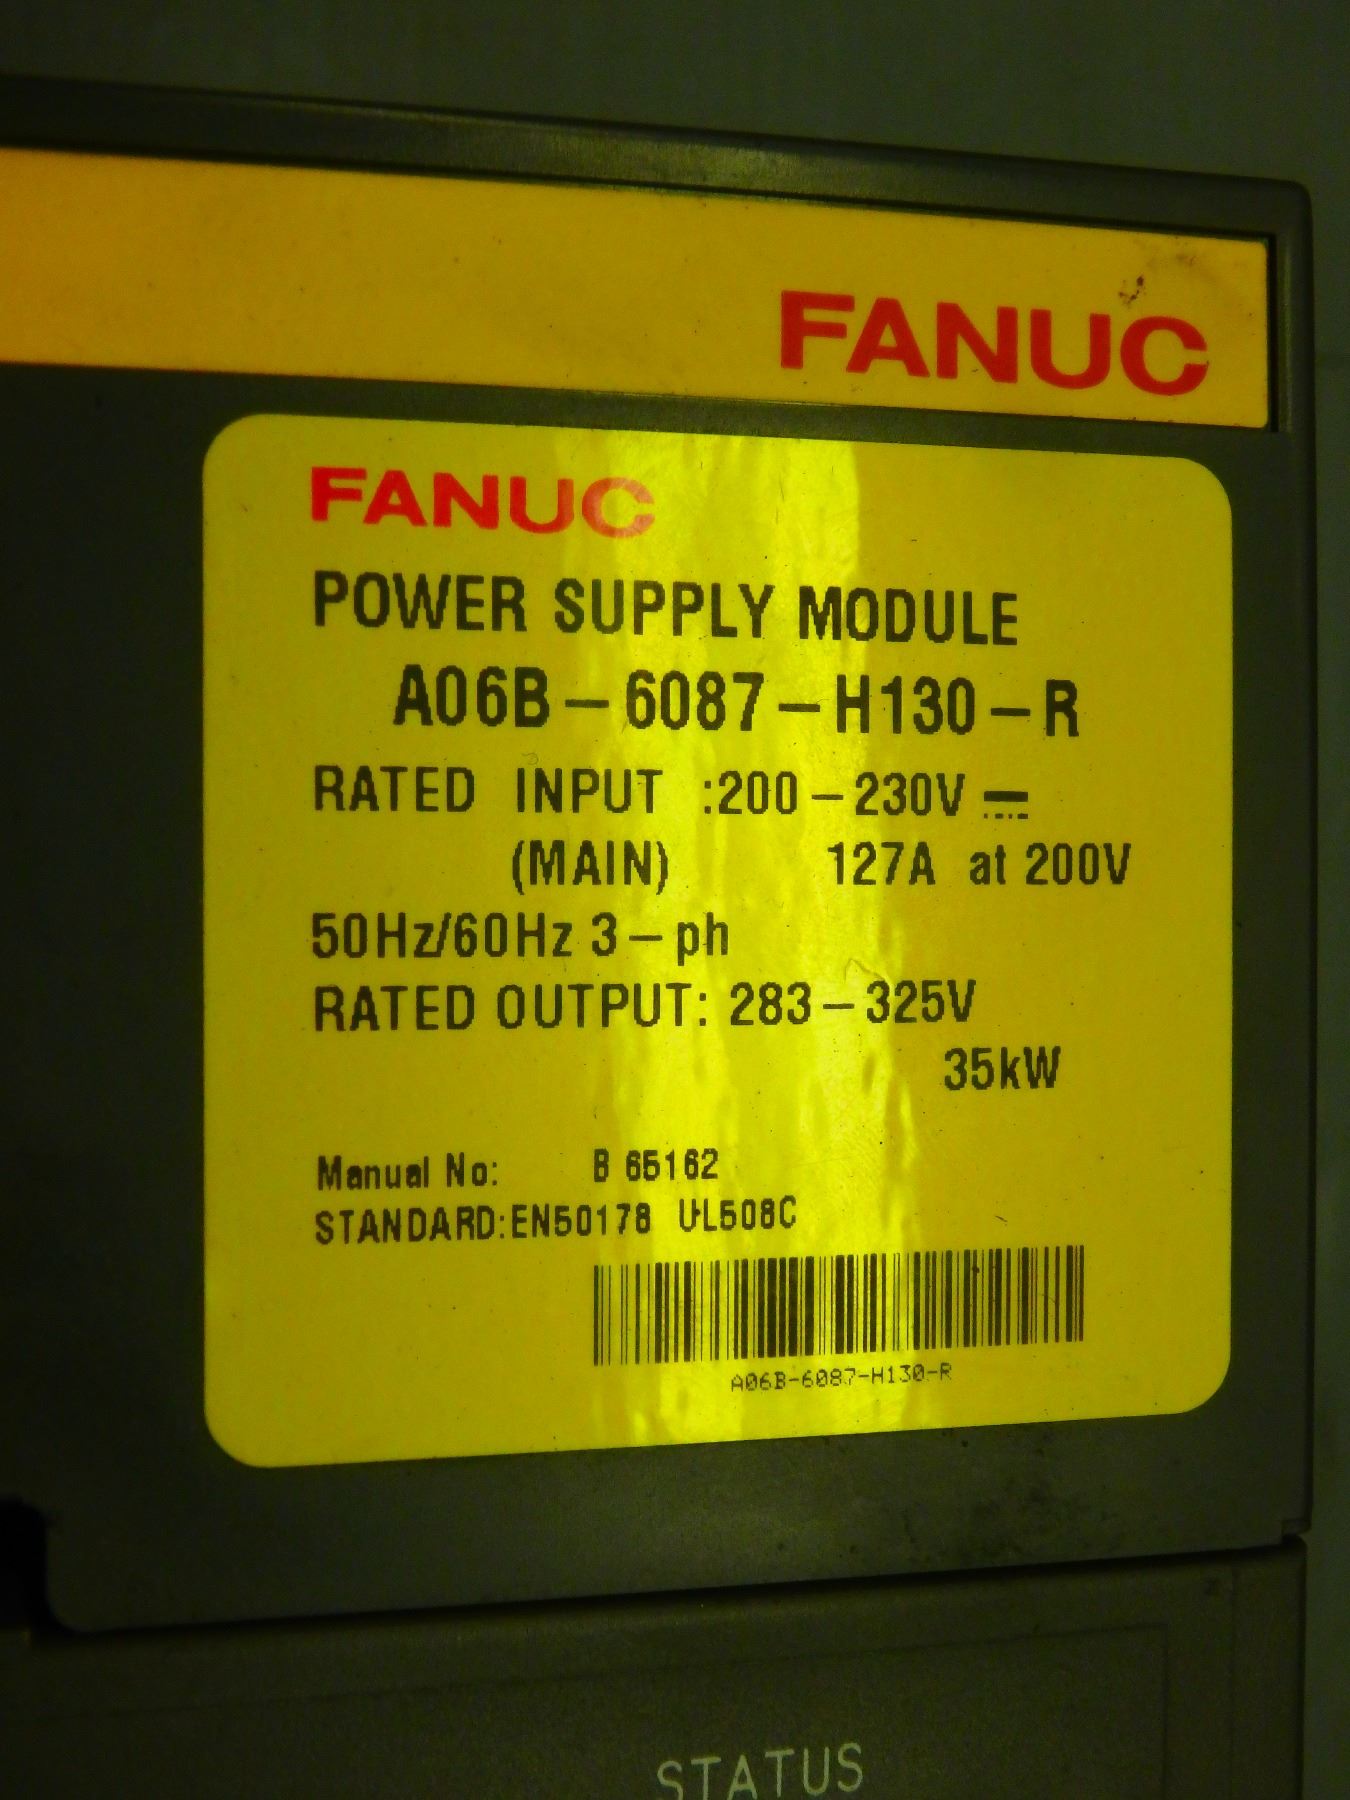 FANUC
FANUC
POWER SUPPLY MODULE
A06B-6087-H130-R
RATED INPUT :200-230V ⎓
(MAIN) 127A at 200V
50Hz/60Hz 3-ph
RATED OUTPUT: 283-325V
35kW
Manual No: B 65162
STANDARD:EN50178 UL508C
A06B-6087-H130-R
STATUS